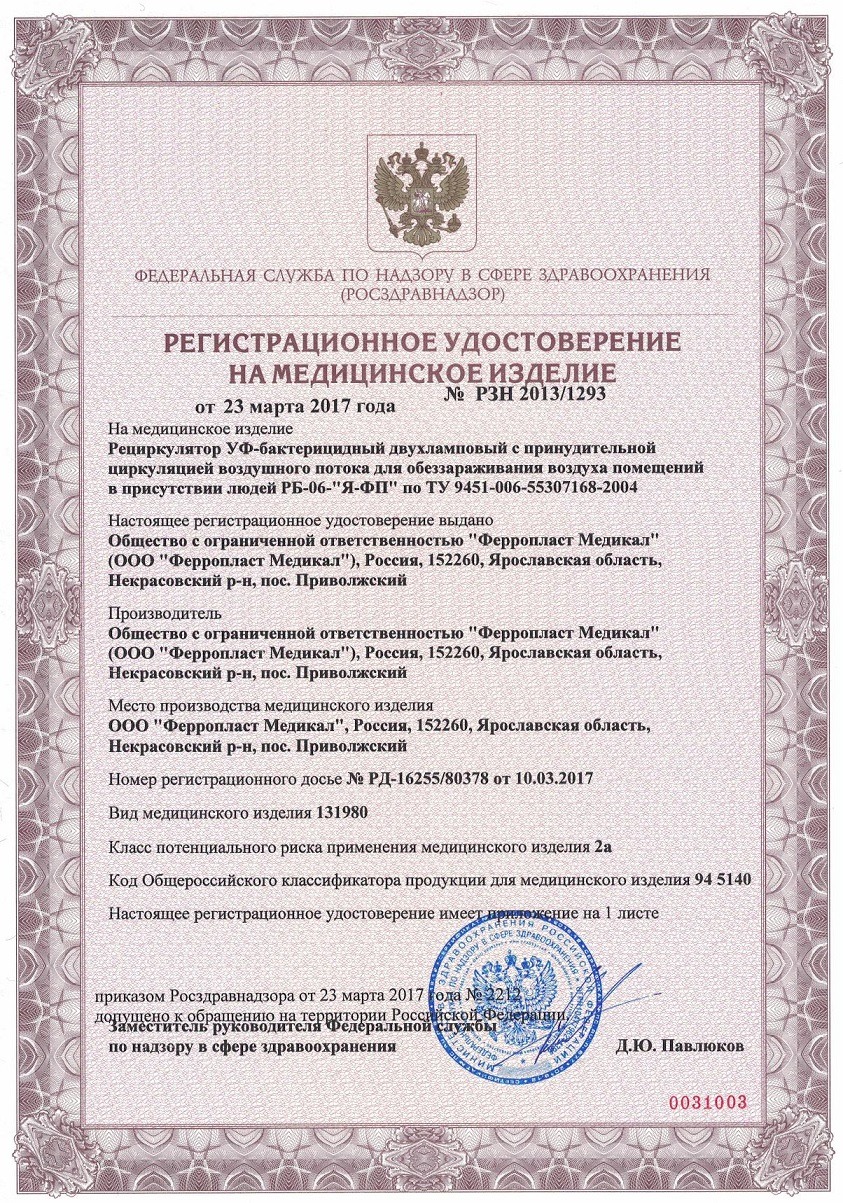 ФЕДЕРАЛЬНАЯ СЛУЖБА ПО НАДЗОРУ В СФЕРЕ ЗДРАВООХРАНЕНИЯ
(РОСЗДРАВНАДЗОР)
РЕГИСТРАЦИОННОЕ УДОСТОВЕРЕНИЕ
НА МЕДИЦИНСКОЕ ИЗДЕЛИЕ
№ РЗН 2013/1293
от 23 марта 2017 года
На медицинское изделие
Рециркулятор УФ-бактерицидный двухламповый с принудительной
циркуляцией воздушного потока для обеззараживания воздуха помещений
в присутствии людей РБ-06-"Я-ФП" по ТУ 9451-006-55307168-2004
Настоящее регистрационное удостоверение выдано
Общество с ограниченной ответственностью "Ферропласт Медикал"
(ООО "Ферропласт Медикал"), Россия, 152260, Ярославская область,
Некрасовский р-н, пос. Приволжский
Производитель
Общество с ограниченной ответственностью "Ферропласт Медикал"
(ООО "Ферропласт Медикал"), Россия, 152260, Ярославская область,
Некрасовский р-н, пос. Приволжский
Место производства медицинского изделия
ООО "Ферропласт Медикал", Россия, 152260, Ярославская область,
Некрасовский р-н, пос. Приволжский
Номер регистрационного досье № РД-16255/80378 от 10.03.2017
Вид медицинского изделия 131980
Класс потенциального риска применения медицинского изделия 2а
Код Общероссийского классификатора продукции для медицинского изделия 94 5140
Настоящее регистрационное удостоверение имеет приложение на 1 листе
приказом Росздравнадзора от 23 марта 2017 года № 2212
допущено к обращению на территории Российской Федерации.
Заместитель руководителя Федеральной службы
по надзору в сфере здравоохранения
Д.Ю. Павлюков
0031003